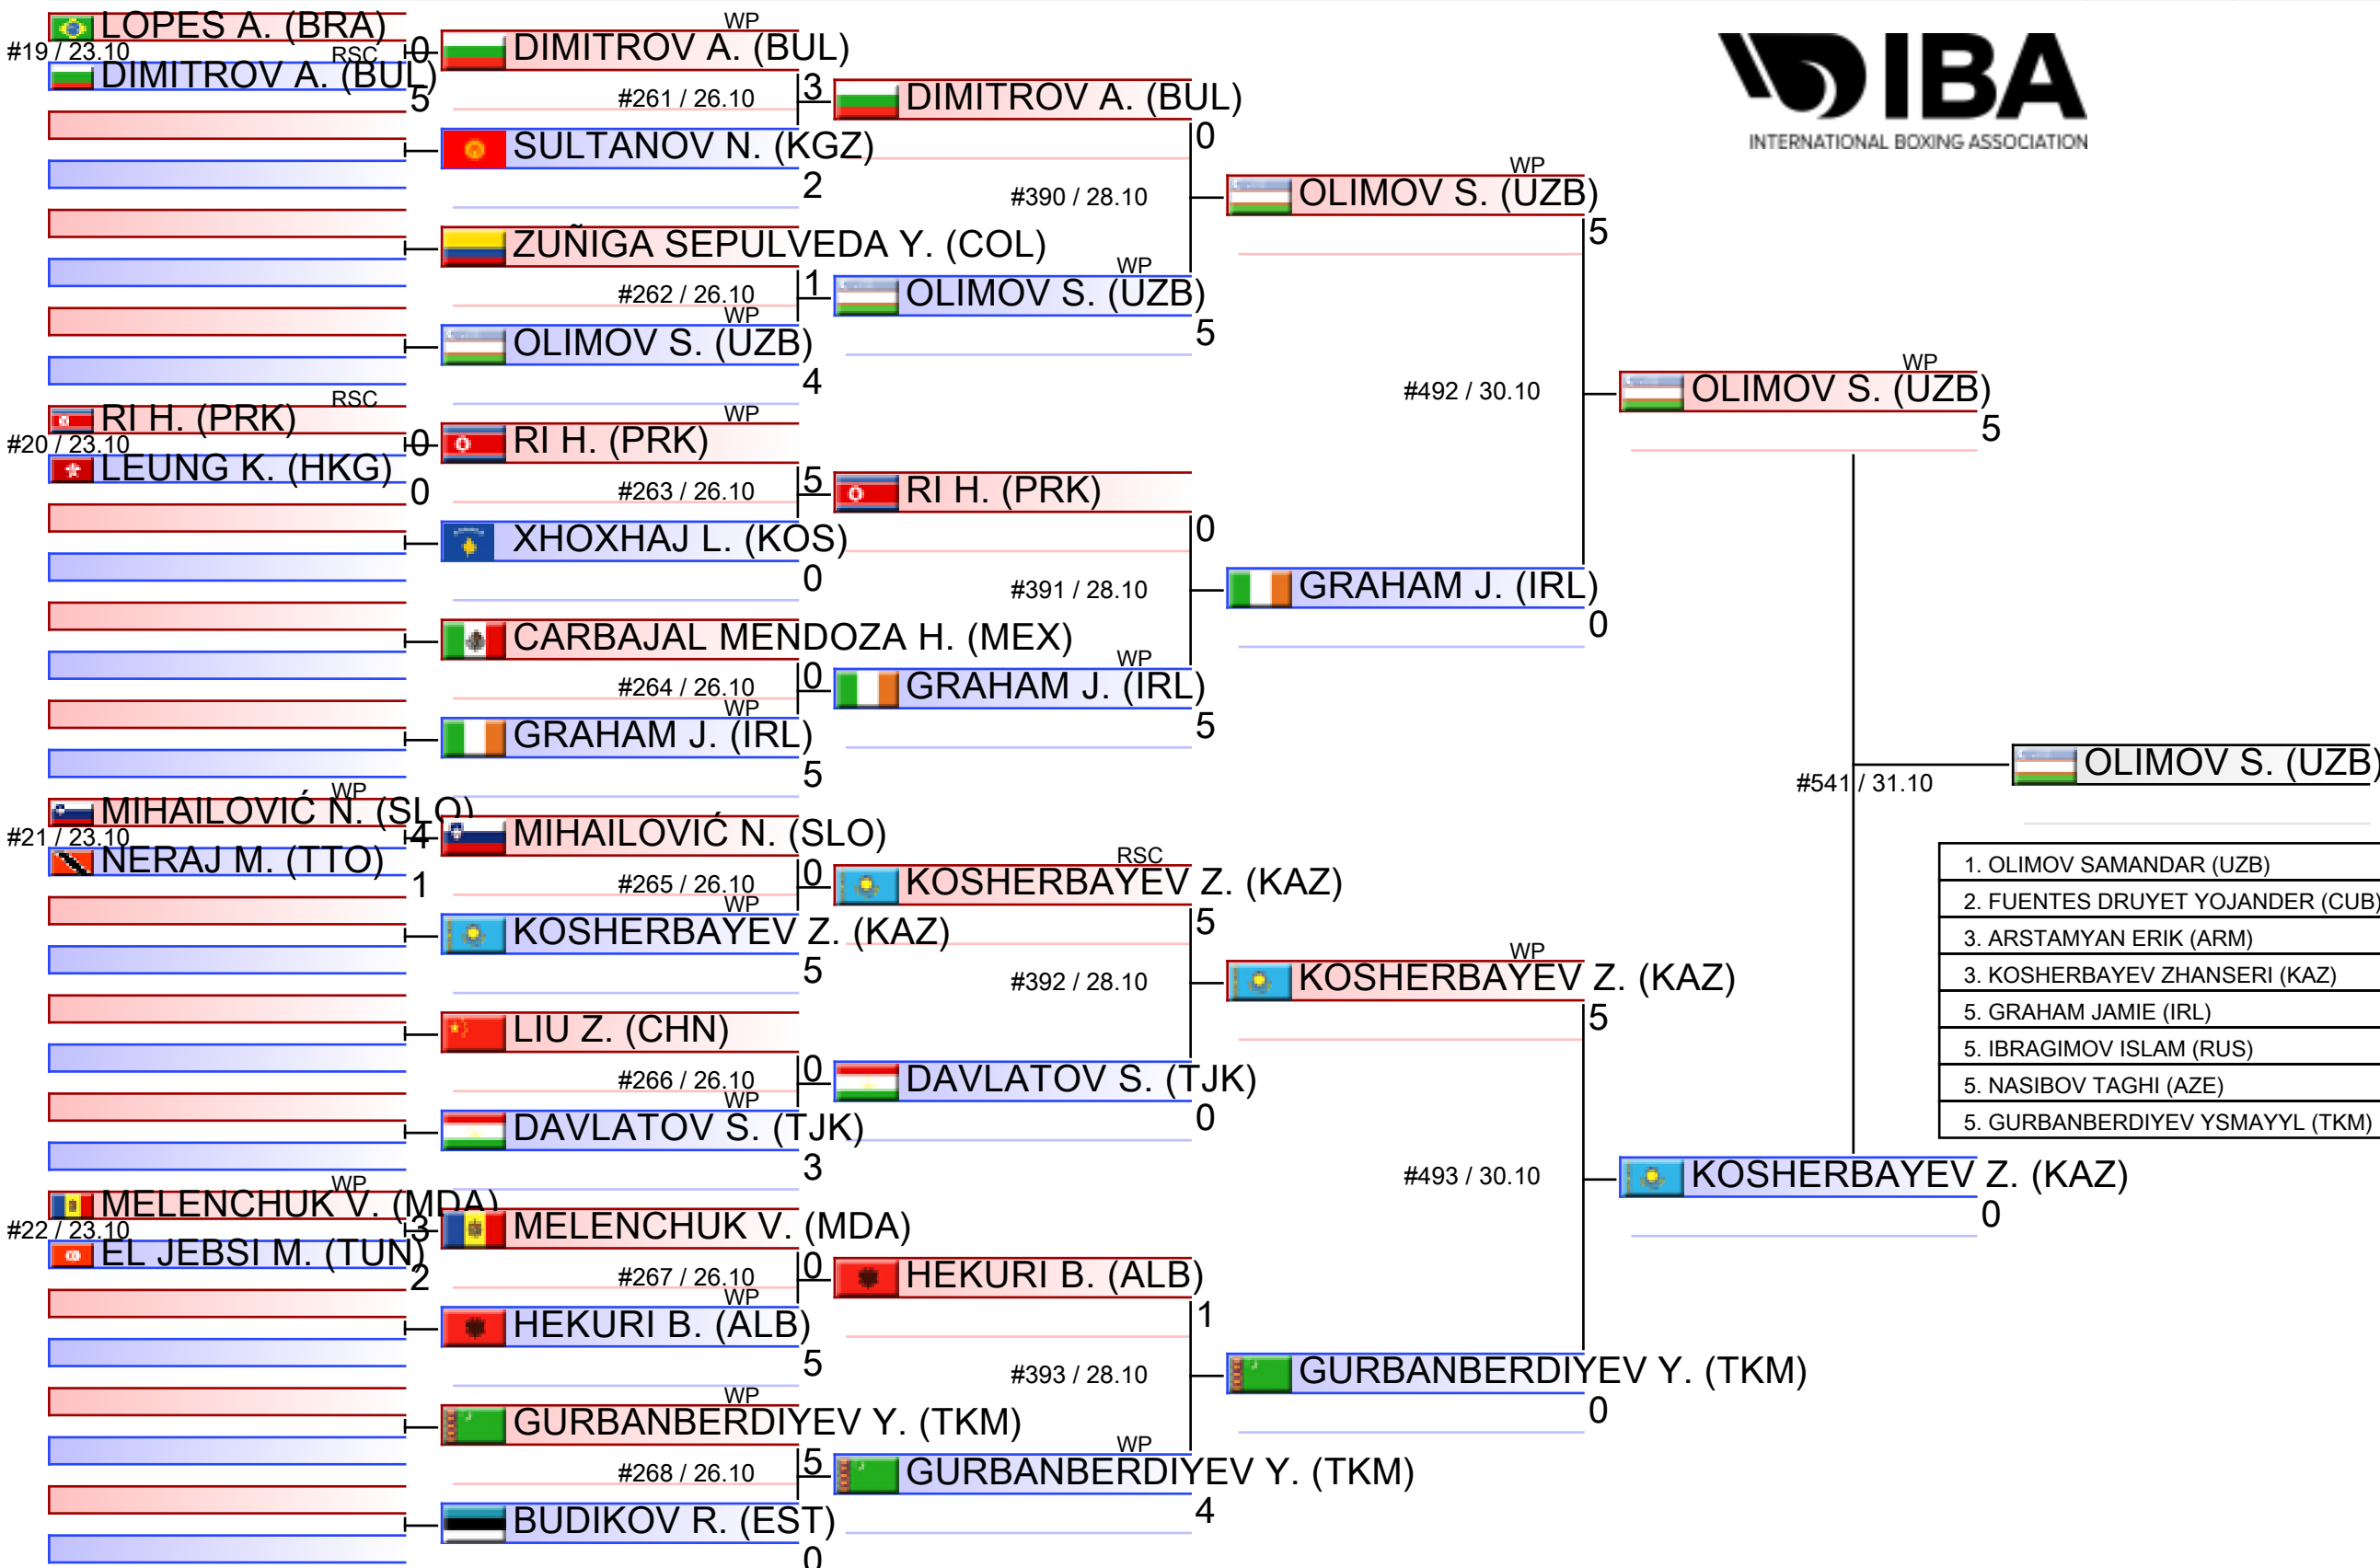 LOPES A. (BRA)
#19 / 23.10
RSC
0
DIMITROV A. (BUL)
5
RI H. (PRK)
RSC
#20 / 23.10
0
LEUNG K. (HKG)
0
WP
MIHAILOVIĆ N. (SLO)
#21 / 23.10
4
NERAJ M. (TTO)
1
WP
MELENCHUK V. (MDA)
#22 / 23.10
3
EL JEBSI M. (TUN)
2
WP
DIMITROV A. (BUL)
3
#261 / 26.10
SULTANOV N. (KGZ)
2
ZUÑIGA SEPULVEDA Y. (COL)
1
#262 / 26.10
WP
OLIMOV S. (UZB)
4
WP
RI H. (PRK)
5
#263 / 26.10
XHOXHAJ L. (KOS)
0
CARBAJAL MENDOZA H. (MEX)
0
#264 / 26.10
WP
GRAHAM J. (IRL)
5
MIHAILOVIĆ N. (SLO)
0
#265 / 26.10
WP
KOSHERBAYEV Z. (KAZ)
5
LIU Z. (CHN)
0
#266 / 26.10
WP
DAVLATOV S. (TJK)
3
MELENCHUK V. (MDA)
0
#267 / 26.10
WP
HEKURI B. (ALB)
5
WP
GURBANBERDIYEV Y. (TKM)
5
#268 / 26.10
BUDIKOV R. (EST)
0
DIMITROV A. (BUL)
0
#390 / 28.10
WP
OLIMOV S. (UZB)
5
RI H. (PRK)
0
#391 / 28.10
WP
GRAHAM J. (IRL)
5
RSC
KOSHERBAYEV Z. (KAZ)
5
#392 / 28.10
DAVLATOV S. (TJK)
0
HEKURI B. (ALB)
1
#393 / 28.10
WP
GURBANBERDIYEV Y. (TKM)
4
WP
OLIMOV S. (UZB)
5
#492 / 30.10
GRAHAM J. (IRL)
0
WP
KOSHERBAYEV Z. (KAZ)
5
#493 / 30.10
GURBANBERDIYEV Y. (TKM)
0
WP
OLIMOV S. (UZB)
5
#541 / 31.10
KOSHERBAYEV Z. (KAZ)
0
OLIMOV S. (UZB)
IBA
INTERNATIONAL BOXING ASSOCIATION
1. OLIMOV SAMANDAR (UZB)
2. FUENTES DRUYET YOJANDER (CUB)
3. ARSTAMYAN ERIK (ARM)
3. KOSHERBAYEV ZHANSERI (KAZ)
5. GRAHAM JAMIE (IRL)
5. IBRAGIMOV ISLAM (RUS)
5. NASIBOV TAGHI (AZE)
5. GURBANBERDIYEV YSMAYYL (TKM)